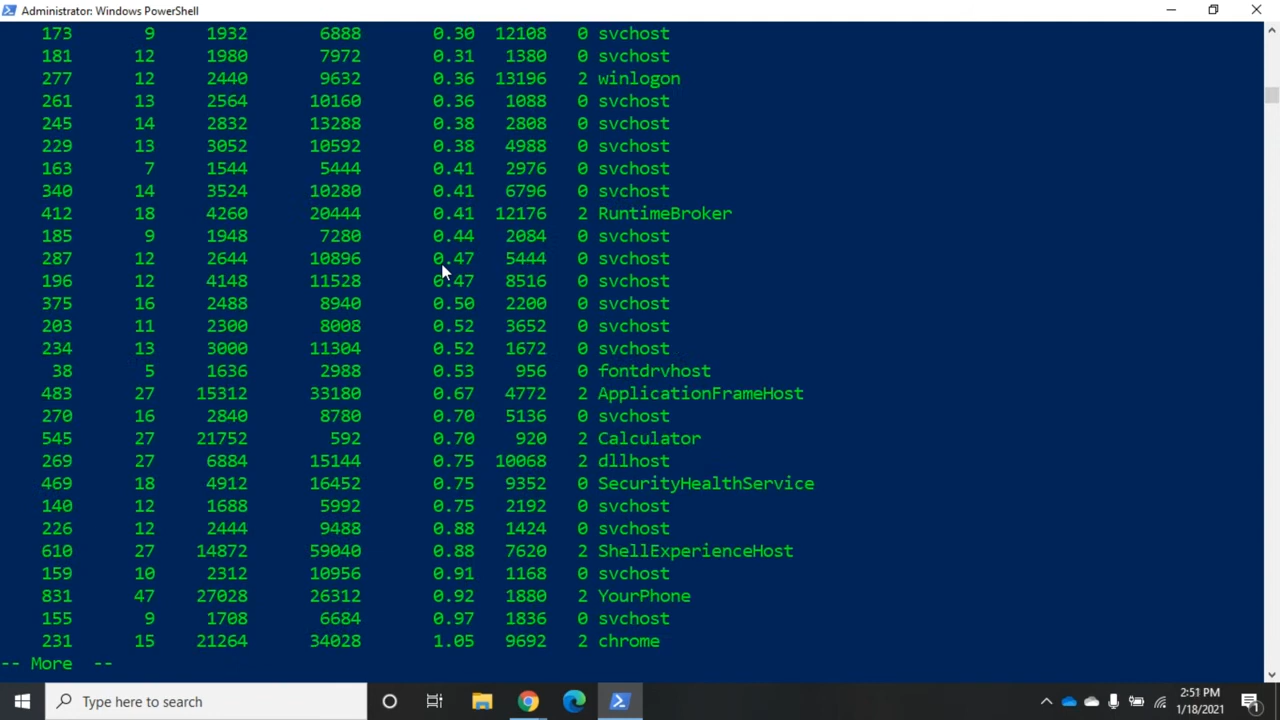 Administrator: Windows PowerShell
173 9 1932 6888 0.30 12108 0 svchost
181 12 1980 7972 0.31 1380 0 svchost
277 12 2440 9632 0.36 13196 2 winlogon
261 13 2564 10160 0.36 1088 0 svchost
245 14 2832 13288 0.38 2808 0 svchost
229 13 3052 10592 0.38 4988 0 svchost
163 7 1544 5444 0.41 2976 0 svchost
340 14 3524 10280 0.41 6796 0 svchost
412 18 4260 20444 0.41 12176 2 RuntimeBroker
185 9 1948 7280 0.44 2084 0 svchost
287 12 2644 10896 0.47 5444 0 svchost
196 12 4148 11528 0.47 8516 0 svchost
375 16 2488 8940 0.50 2200 0 svchost
203 11 2300 8008 0.52 3652 0 svchost
234 13 3000 11304 0.52 1672 0 svchost
38 5 1636 2988 0.53 956 0 fontdrvhost
483 27 15312 33180 0.67 4772 2 ApplicationFrameHost
270 16 2840 8780 0.70 5136 0 svchost
545 27 21752 592 0.70 920 2 Calculator
269 27 6884 15144 0.75 10068 2 dllhost
469 18 4912 16452 0.75 9352 0 SecurityHealthService
140 12 1688 5992 0.75 2192 0 svchost
226 12 2444 9488 0.88 1424 0 svchost
610 27 14872 59040 0.88 7620 2 ShellExperienceHost
159 10 2312 10956 0.91 1168 0 svchost
831 47 27028 26312 0.92 1880 2 YourPhone
155 9 1708 6684 0.97 1836 0 svchost
231 15 21264 34028 1.05 9692 2 chrome
-- More --
Type here to search
2:51 PM
1/18/2021
1